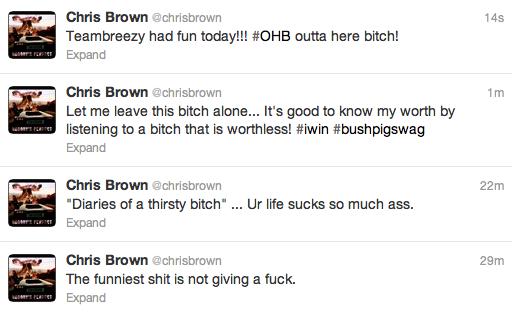 Chris Brown @chrisbrown 14s
Teambreezy had fun today!!! #OHB outta here bitch!
Expand
Chris Brown @chrisbrown 1m
Let me leave this bitch alone... It's good to know my worth by
listening to a bitch that is worthless! #iwin #bushpigswag
Expand
Chris Brown @chrisbrown 22m
"Diaries of a thirsty bitch" ... Ur life sucks so much ass.
Expand
Chris Brown @chrisbrown 29m
The funniest shit is not giving a fuck.
Expand